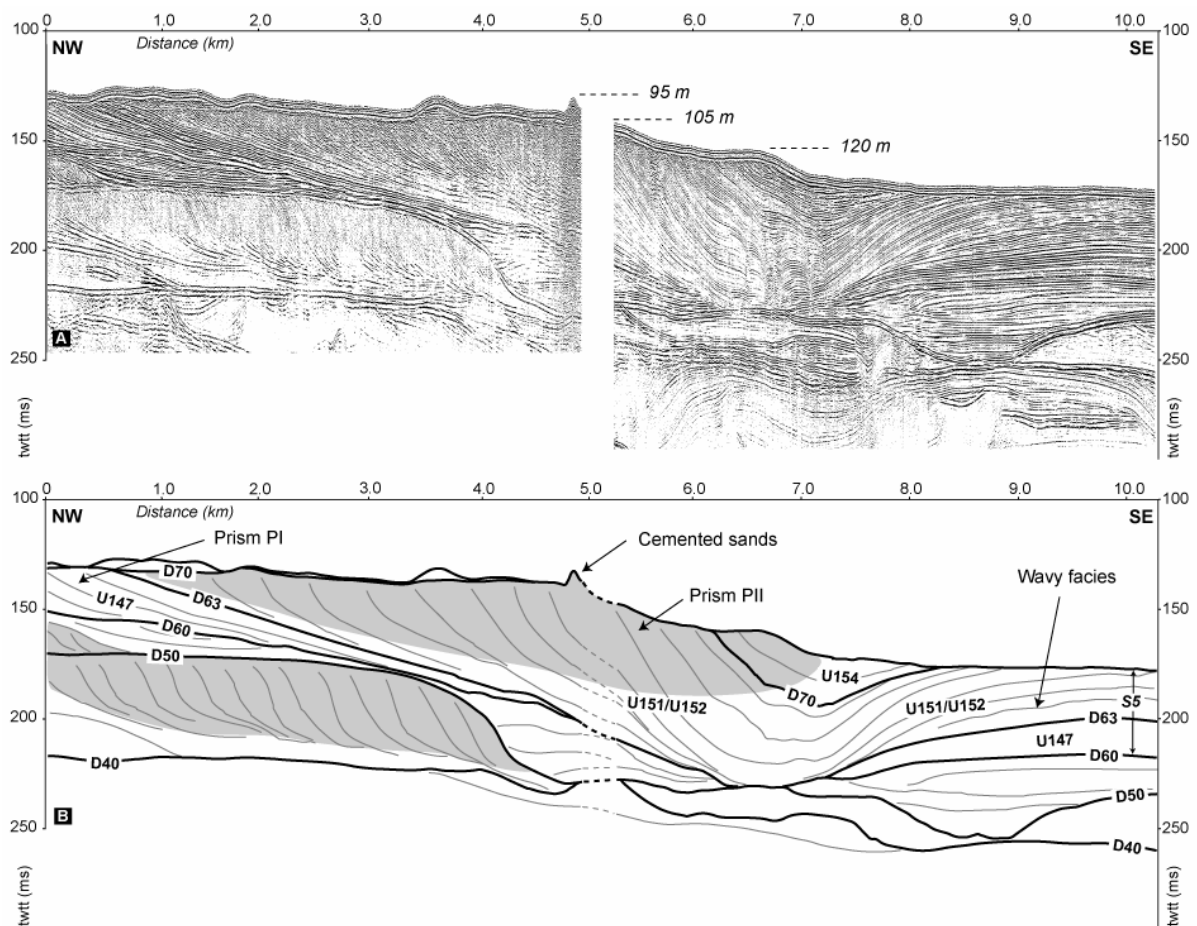 0 1.0 2.0 3.0 4.0 5.0 6.0 7.0 8.0 9.0 10.0
100 100
NW Distance (km) SE
95 m
105 m
120 m
150 150
200 200
A
250 250
twtt (ms) twtt (ms)
0 1.0 2.0 3.0 4.0 5.0 6.0 7.0 8.0 9.0 10.0
100 100
NW Distance (km) SE
Prism PI
Cemented sands
D70
Wavy facies
Prism PII
U147
D63
150 150
D60
D50
U154
D70
S5
U151/U152
U151/U152
D63
200 200
U147
D60
D40
D50
B
250 250
D40
twtt (ms) twtt (ms)